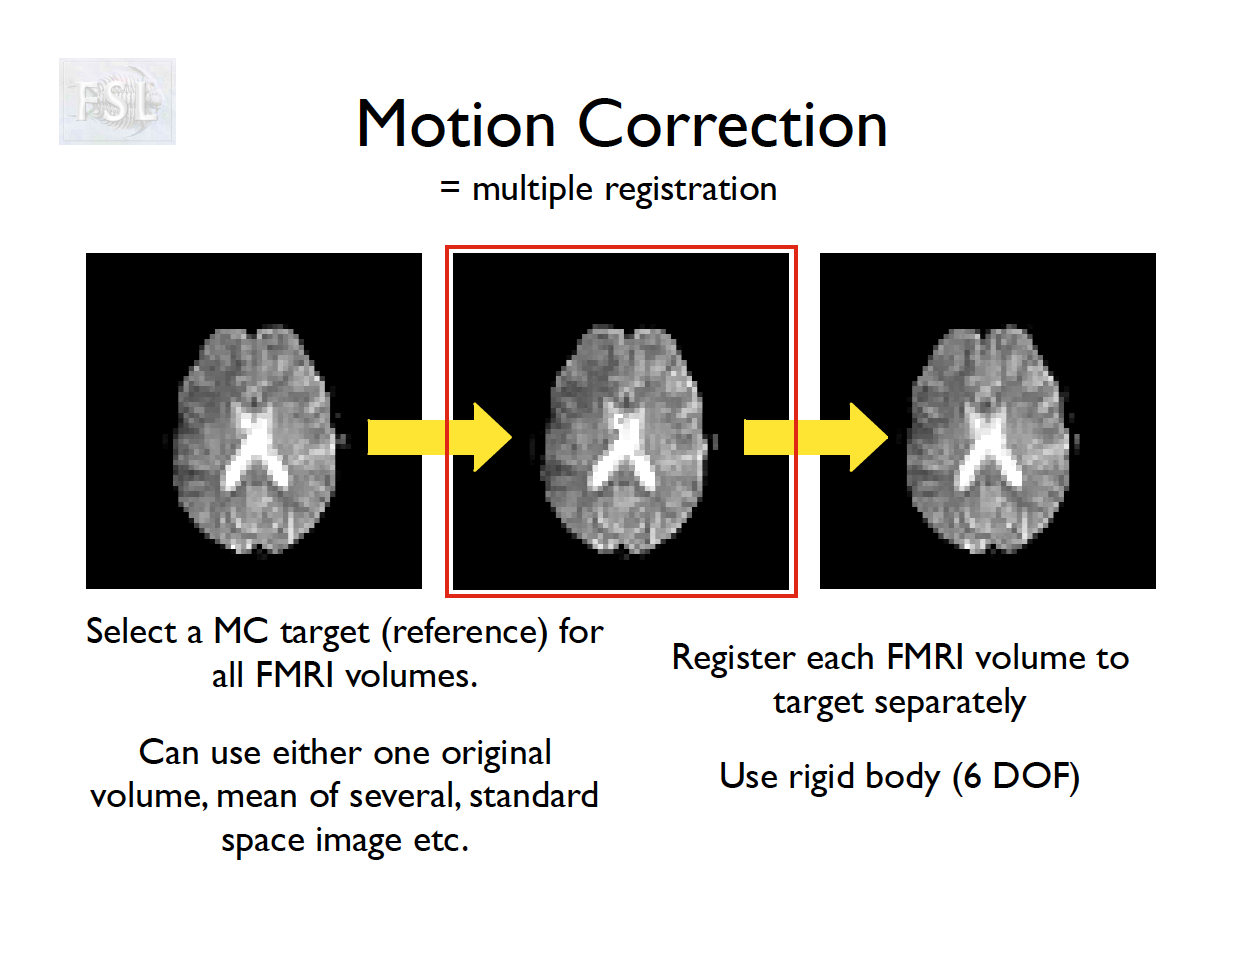 FSL
Motion Correction
= multiple registration
Select a MC target (reference) for
all FMRI volumes.
Can use either one original
volume, mean of several, standard
space image etc.
Register each FMRI volume to
target separately
Use rigid body (6 DOF)